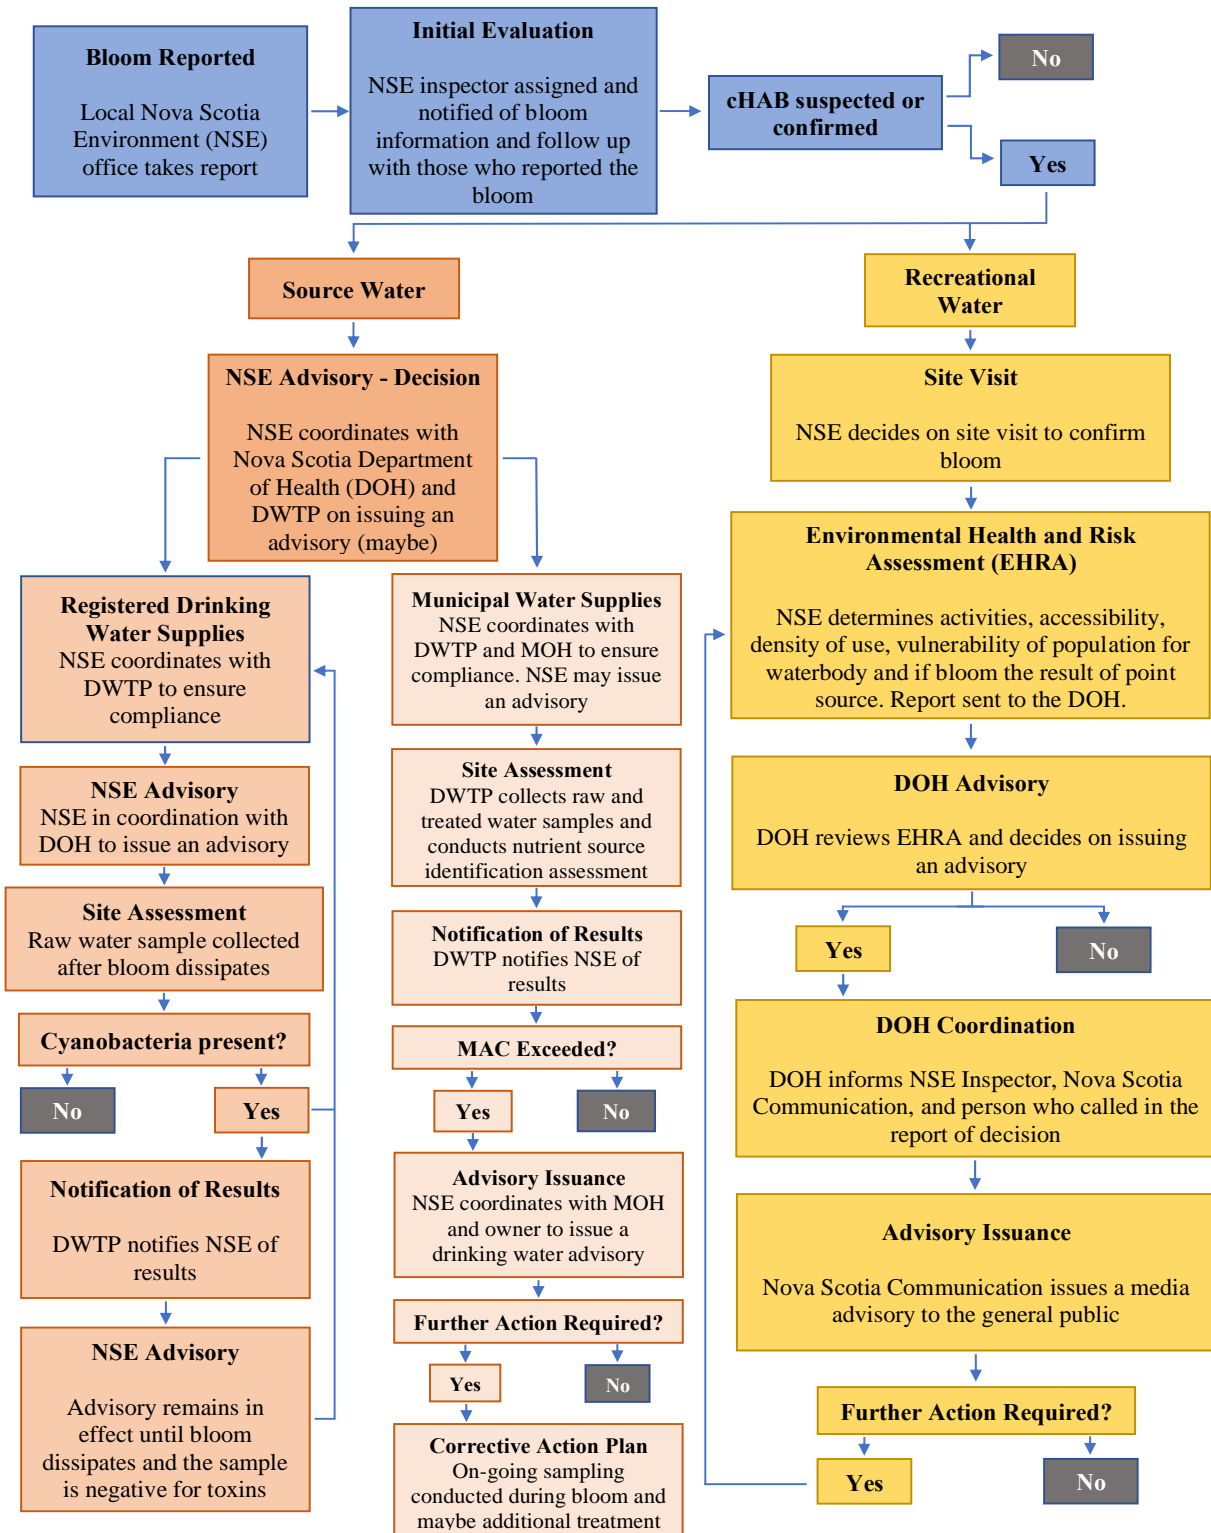 Bloom Reported
Local Nova Scotia
Environment (NSE)
office takes report
Initial Evaluation
NSE inspector assigned and
notified of bloom
information and follow up
with those who reported the
bloom
cHAB suspected or
confirmed
No
Yes
Source Water
Recreational
Water
NSE Advisory - Decision
NSE coordinates with
Nova Scotia Department
of Health (DOH) and
DWTP on issuing an
advisory (maybe)
Registered Drinking
Water Supplies
NSE coordinates with
DWTP to ensure
compliance
NSE Advisory
NSE in coordination with
DOH to issue an advisory
Site Assessment
Raw water sample collected
after bloom dissipates
Cyanobacteria present?
No
Yes
Notification of Results
DWTP notifies NSE of
results
NSE Advisory
Advisory remains in
effect until bloom
dissipates and the sample
is negative for toxins
Municipal Water Supplies
NSE coordinates with
DWTP and MOH to ensure
compliance. NSE may issue
an advisory
Site Assessment
DWTP collects raw and
treated water samples and
conducts nutrient source
identification assessment
Notification of Results
DWTP notifies NSE of
results
MAC Exceeded?
Yes
No
Advisory Issuance
NSE coordinates with MOH
and owner to issue a
drinking water advisory
Further Action Required?
Yes
No
Corrective Action Plan
On-going sampling
conducted during bloom and
maybe additional treatment
Site Visit
NSE decides on site visit to confirm
bloom
Environmental Health and Risk
Assessment (EHRA)
NSE determines activities, accessibility,
density of use, vulnerability of population for
waterbody and if bloom the result of point
source. Report sent to the DOH.
DOH Advisory
DOH reviews EHRA and decides on issuing
an advisory
Yes
No
DOH Coordination
DOH informs NSE Inspector, Nova Scotia
Communication, and person who called in the
report of decision
Advisory Issuance
Nova Scotia Communication issues a media
advisory to the general public
Further Action Required?
Yes
No